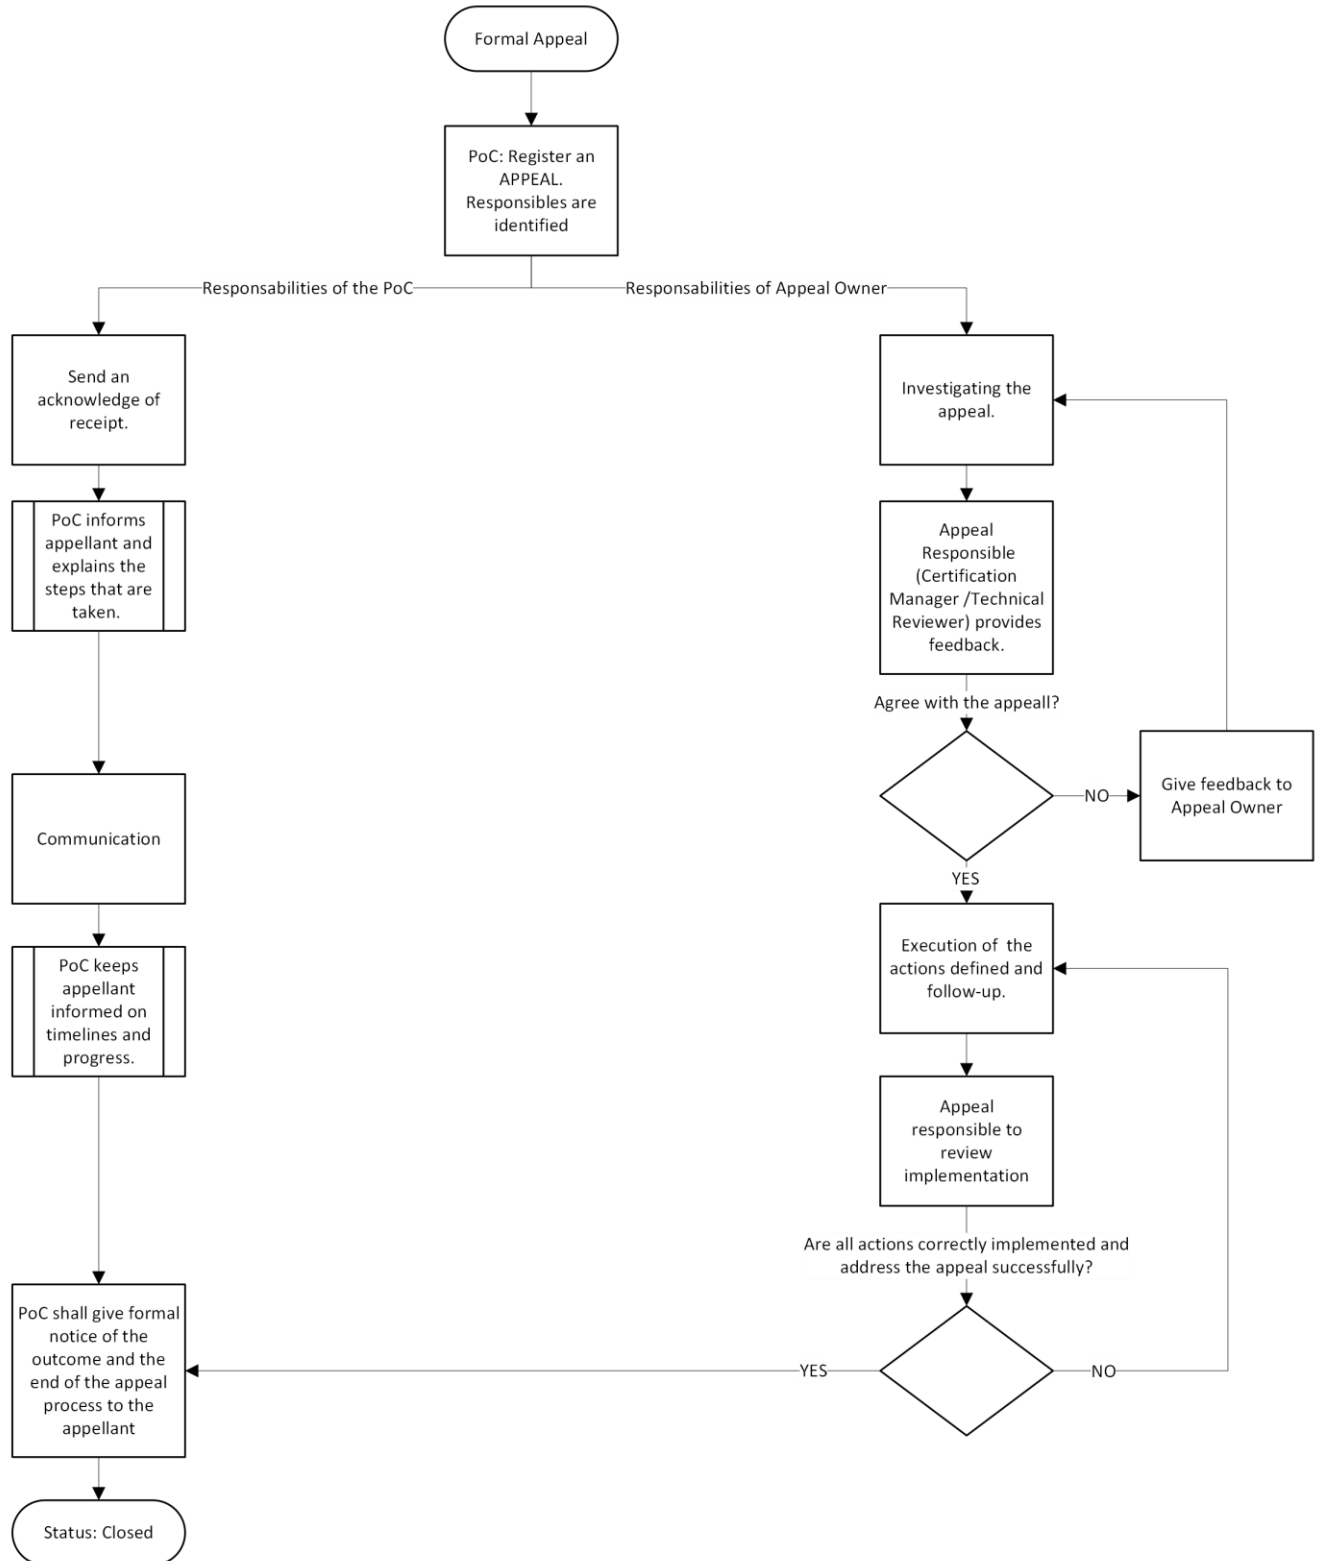 Formal Appeal
PoC: Register an
APPEAL.
Responsibles are
identified
Responsabilities of the PoC
Responsabilities of Appeal Owner
Send an
acknowledge of
receipt.
PoC informs
appellant and
explains the
steps that are
taken.
Communication
PoC keeps
appellant
informed on
timelines and
progress.
PoC shall give formal
notice of the
outcome and the
end of the appeal
process to the
appellant
Status: Closed
Investigating the
appeal.
Appeal
Responsible
(Certification
Manager /Technical
Reviewer) provides
feedback.
Agree with the appeall?
NO
Give feedback to
Appeal Owner
YES
Execution of  the
actions defined and
follow-up.
Appeal
responsible to
review
implementation
Are all actions correctly implemented and
address the appeal successfully?
YES
NO